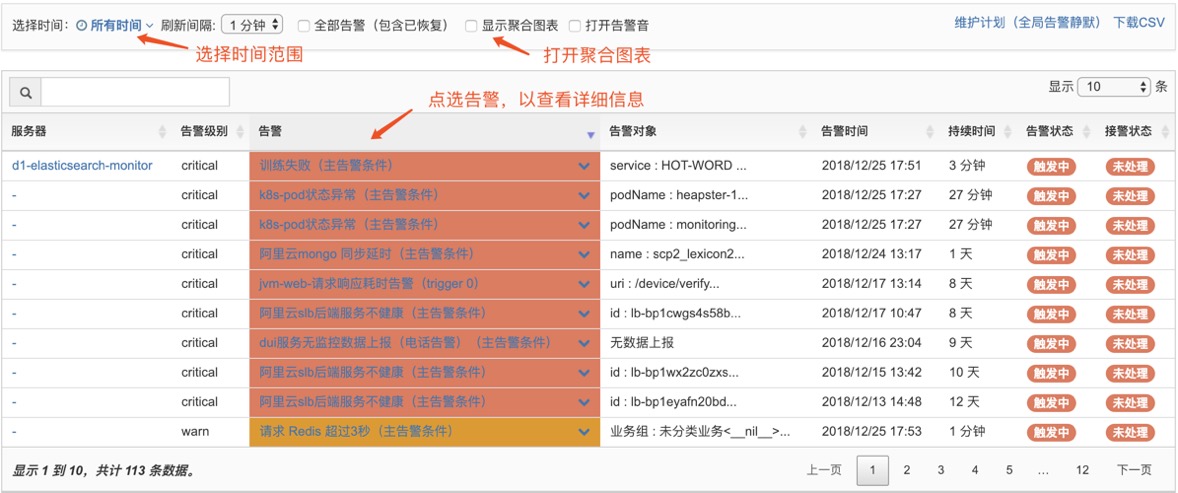 选择时间: 所有时间 刷新间隔: 1 分钟 全部告警（包含已恢复） 显示聚合图表 打开告警音 维护计划（全局告警静默） 下载CSV
选择时间范围 打开聚合图表
显示 10 条
点选告警，以查看详细信息
服务器 告警级别 告警 告警对象 告警时间 持续时间 告警状态 接警状态
d1-elasticsearch-monitor critical 训练失败（主告警条件） service : HOT-WORD ... 2018/12/25 17:51 3 分钟 触发中 未处理
- critical k8s-pod状态异常（主告警条件） podName : heapster-1... 2018/12/25 17:27 27 分钟 触发中 未处理
- critical k8s-pod状态异常（主告警条件） podName : monitoring... 2018/12/25 17:27 27 分钟 触发中 未处理
- critical 阿里云mongo 同步延时（主告警条件） name : scp2_lexicon2... 2018/12/24 13:17 1 天 触发中 未处理
- critical jvm-web-请求响应耗时告警（trigger 0） uri : /device/verify... 2018/12/17 13:14 8 天 触发中 未处理
- critical 阿里云slb后端服务不健康（主告警条件） id : lb-bp1cwgs4s58b... 2018/12/17 10:47 8 天 触发中 未处理
- critical dui服务无监控数据上报（电话告警）（主告警条件） 无数据上报 2018/12/16 23:04 9 天 触发中 未处理
- critical 阿里云slb后端服务不健康（主告警条件） id : lb-bp1wx2zc0zxs... 2018/12/15 13:42 10 天 触发中 未处理
- critical 阿里云slb后端服务不健康（主告警条件） id : lb-bp1eyafn20bd... 2018/12/13 14:48 12 天 触发中 未处理
- warn 请求 Redis 超过3秒（主告警条件） 业务组 : 未分类业务<__nil__>... 2018/12/25 17:53 1 分钟 触发中 未处理
显示 1 到 10，共计 113 条数据。 上一页 1 2 3 4 5 ... 12 下一页